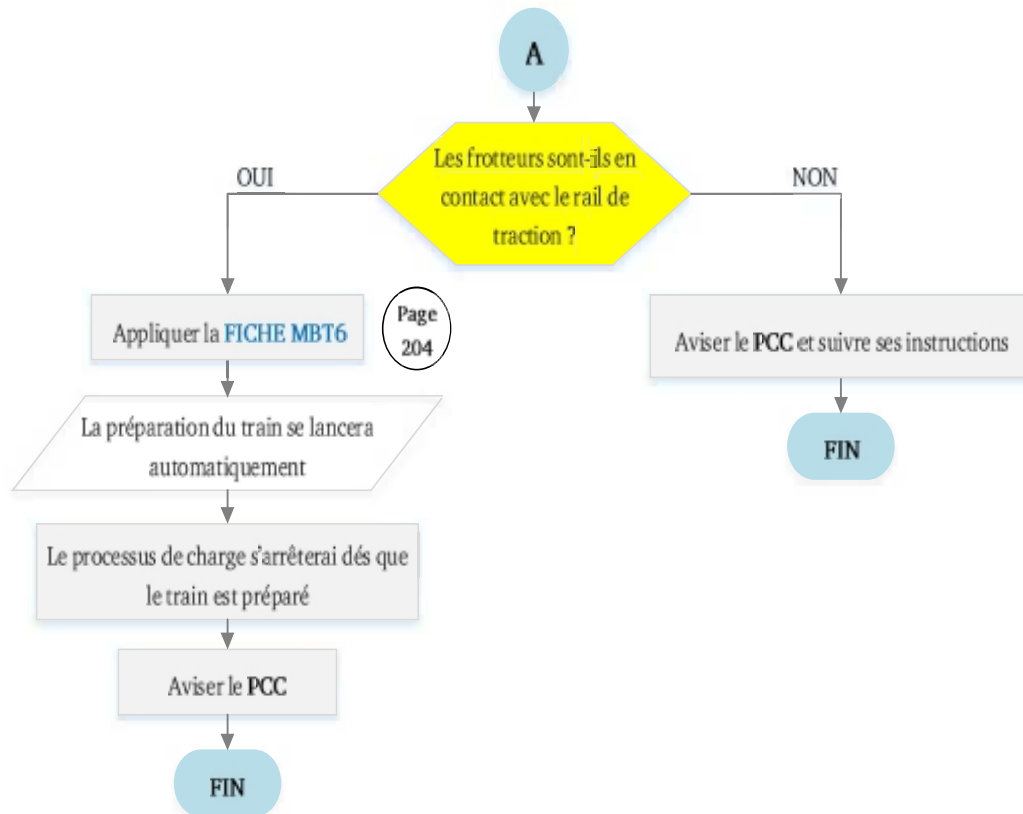 A
Les frotteurs sont-ils en
contact avec le rail de
traction ?
OUI
NON
Appliquer la FICHE MBT6
Page
204
Aviser le PCC et suivre ses instructions
La préparation du train se lancera
automatiquement
FIN
Le processus de charge s'arrêterai dés que
le train est préparé
Aviser le PCC
FIN